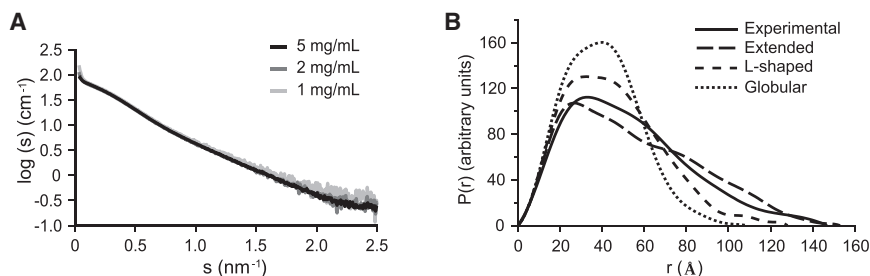 A
log (s) (cm⁻¹)
2.5
2.0
1.5
1.0
0.5
0
-0.5
-1.0
0
0.5
1.0
1.5
2.0
2.5
s (nm⁻¹)
5 mg/mL
2 mg/mL
1 mg/mL
B
P(r) (arbitrary units)
160
120
80
40
0
0
20
40
60
80
100
120
140
160
r (Å)
Experimental
Extended
L-shaped
Globular